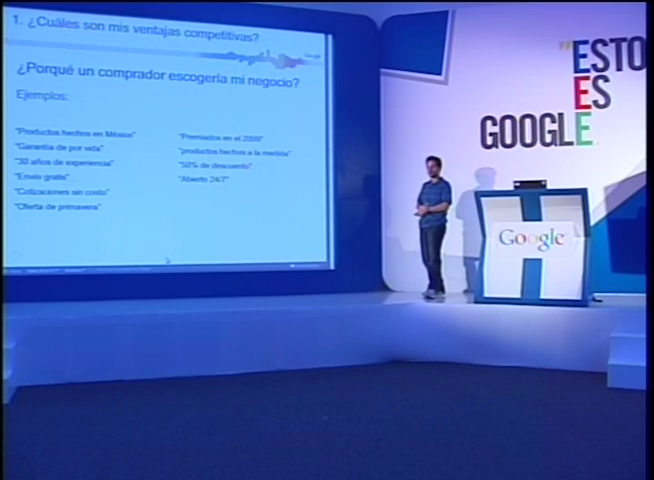 1. ¿Cuáles son mis ventajas competitivas?
Google
¿Porqué un comprador escogería mi negocio?
Ejemplos:
"Productos hechos en México"
"Garantía de por vida"
"30 años de experiencia"
"Envío gratis"
"Cotizaciones sin costo"
"Oferta de primavera"
"Premiados en el 2009"
"productos hechos a la medida"
"50% de descuento"
"Abierto 24/7"
"ESTO
ES
GOOGLE
Google